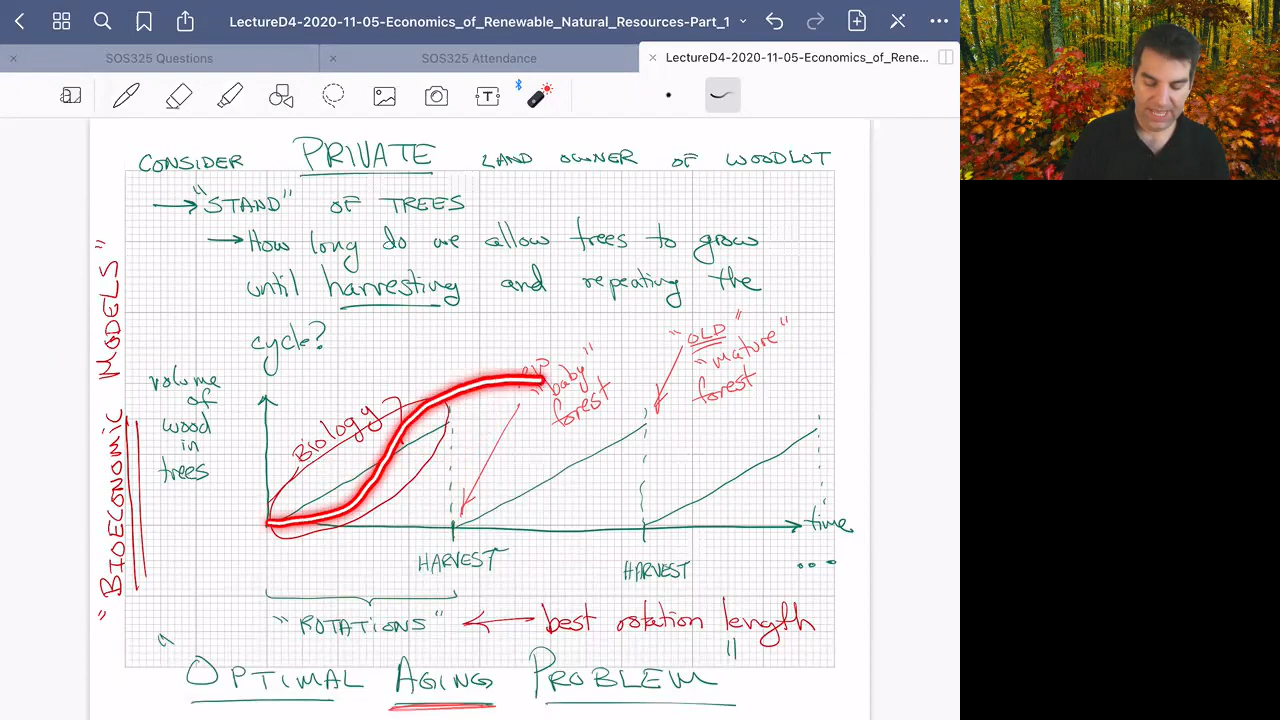 LectureD4-2020-11-05-Economics_of_Renewable_Natural_Resources-Part_1
SOS325 Questions
SOS325 Attendance
LectureD4-2020-11-05-Economics_of_Rene...
CONSIDER PRIVATE LAND OWNER OF WOODLOT
→ "STAND" OF TREES
→ How long do we allow trees to grow
until harvesting and repeating the
cycle?
"BIOECONOMIC MODELS"
volume
of
wood
in
trees
Biology
"baby"
forest
"OLD"
"mature"
forest
time
HARVEST
HARVEST
...
"ROTATIONS" ← best rotation length
"OPTIMAL AGING PROBLEM"